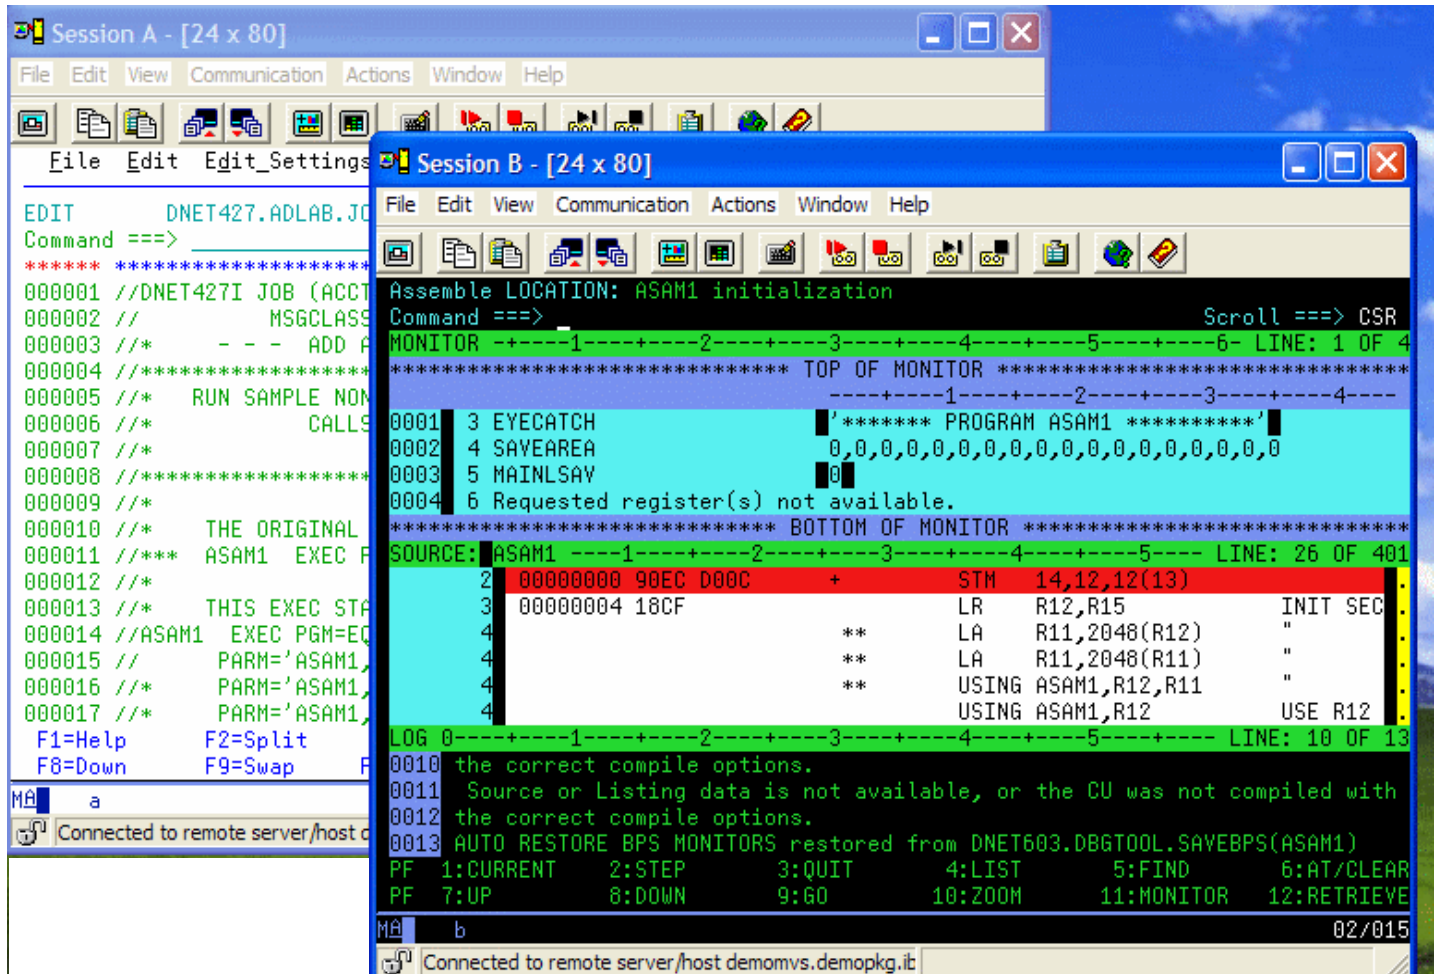 Session A - [24 x 80]
File Edit View Communication Actions Window Help
File Edit Edit_Settings
EDIT DNET427.ADLAB.JC
Command ===>
****** ********************
000001 //DNET427I JOB (ACCT
000002 // MSGCLASS
000003 //* - - - ADD A
000004 //******************
000005 //* RUN SAMPLE NON
000006 //* CALLS
000007 //*
000008 //******************
000009 //*
000010 //* THE ORIGINAL
000011 //*** ASAM1 EXEC P
000012 //*
000013 //* THIS EXEC STA
000014 //ASAM1 EXEC PGM=EQ
000015 // PARM='ASAM1,
000016 //* PARM='ASAM1,
000017 //* PARM='ASAM1,
F1=Help F2=Split
F8=Down F9=Swap F
MA a
Connected to remote server/host d
Session B - [24 x 80]
File Edit View Communication Actions Window Help
Assemble LOCATION: ASAM1 initialization
Command ===> _ Scroll ===> CSR
MONITOR -+----1----+----2----+----3----+----4----+----5----+----6- LINE: 1 OF 4
******************************* TOP OF MONITOR ********************************
----+----1----+----2----+----3----+----4----
0001 3 EYECATCH '******* PROGRAM ASAM1 **********'
0002 4 SAVEAREA 0,0,0,0,0,0,0,0,0,0,0,0,0,0,0,0,0,0
0003 5 MAINLSAV 0
0004 6 Requested register(s) not available.
****************************** BOTTOM OF MONITOR ******************************
SOURCE: ASAM1 ----1----+----2----+----3----+----4----+----5---- LINE: 26 OF 401
2 00000000 90EC D00C + STM 14,12,12(13) .
3 00000004 18CF LR R12,R15 INIT SEC .
4 ** LA R11,2048(R12) " .
4 ** LA R11,2048(R11) " .
4 ** USING ASAM1,R12,R11 " .
4 USING ASAM1,R12 USE R12 .
LOG 0----+----1----+----2----+----3----+----4----+----5----+---- LINE: 10 OF 13
0010 the correct compile options.
0011 Source or Listing data is not available, or the CU was not compiled with
0012 the correct compile options.
0013 AUTO RESTORE BPS MONITORS restored from DNET603.DBGTOOL.SAVEBPS(ASAM1)
PF 1:CURRENT 2:STEP 3:QUIT 4:LIST 5:FIND 6:AT/CLEAR
PF 7:UP 8:DOWN 9:GO 10:ZOOM 11:MONITOR 12:RETRIEVE
MA b 02/015
Connected to remote server/host demomvs.demopkg.ib